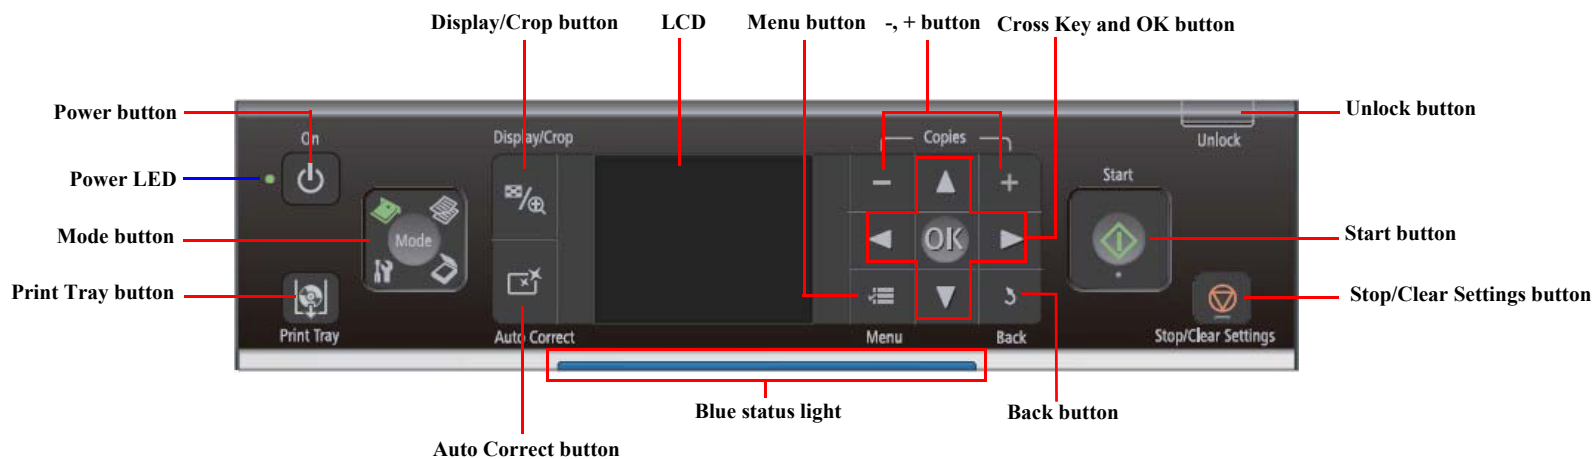 Display/Crop button LCD Menu button -, + button Cross Key and OK button
Power button
Unlock button
On
Display/Crop
Copies
Unlock
Power LED
Start
Mode button
Mode
OK
Start button
Print Tray button
Stop/Clear Settings button
Print Tray
Auto Correct
Menu
Back
Stop/Clear Settings
Blue status light
Back button
Auto Correct button